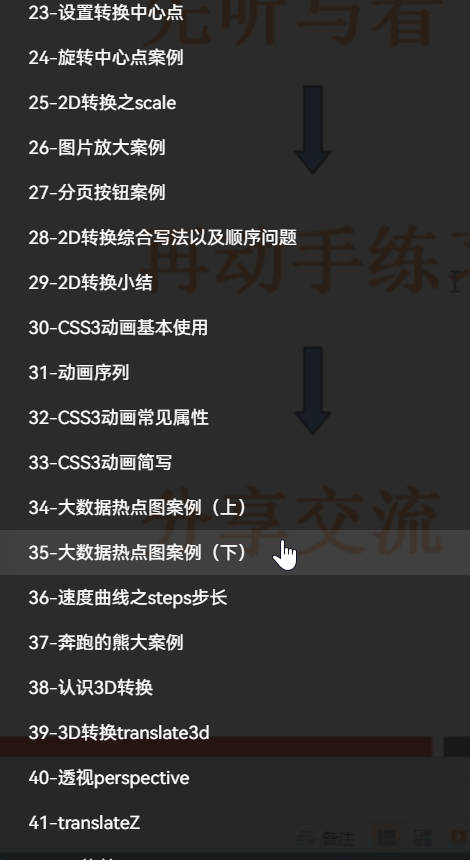 23-设置转换中心点
先听与看
24-旋转中心点案例
25-2D转换之scale
26-图片放大案例
27-分页按钮案例
28-2D转换综合写法以及顺序问题
再动手练习
29-2D转换小结
30-CSS3动画基本使用
31-动画序列
32-CSS3动画常见属性
33-CSS3动画简写
34-大数据热点图案例（上）
分享交流
35-大数据热点图案例（下）
36-速度曲线之steps步长
37-奔跑的熊大案例
38-认识3D转换
39-3D转换translate3d
40-透视perspective
41-translateZ
备注